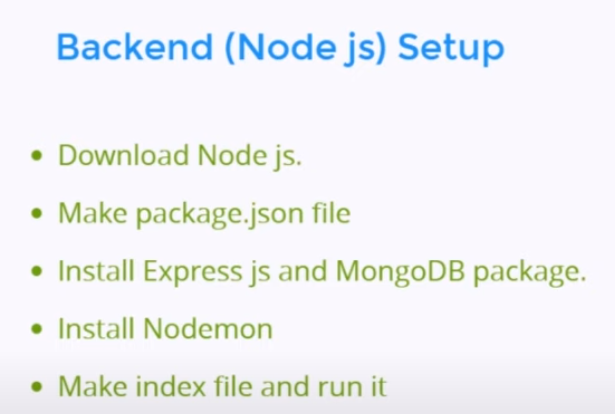 Backend (Node js) Setup
• Download Node js.
• Make package.json file
• Install Express js and MongoDB package.
• Install Nodemon
• Make index file and run it